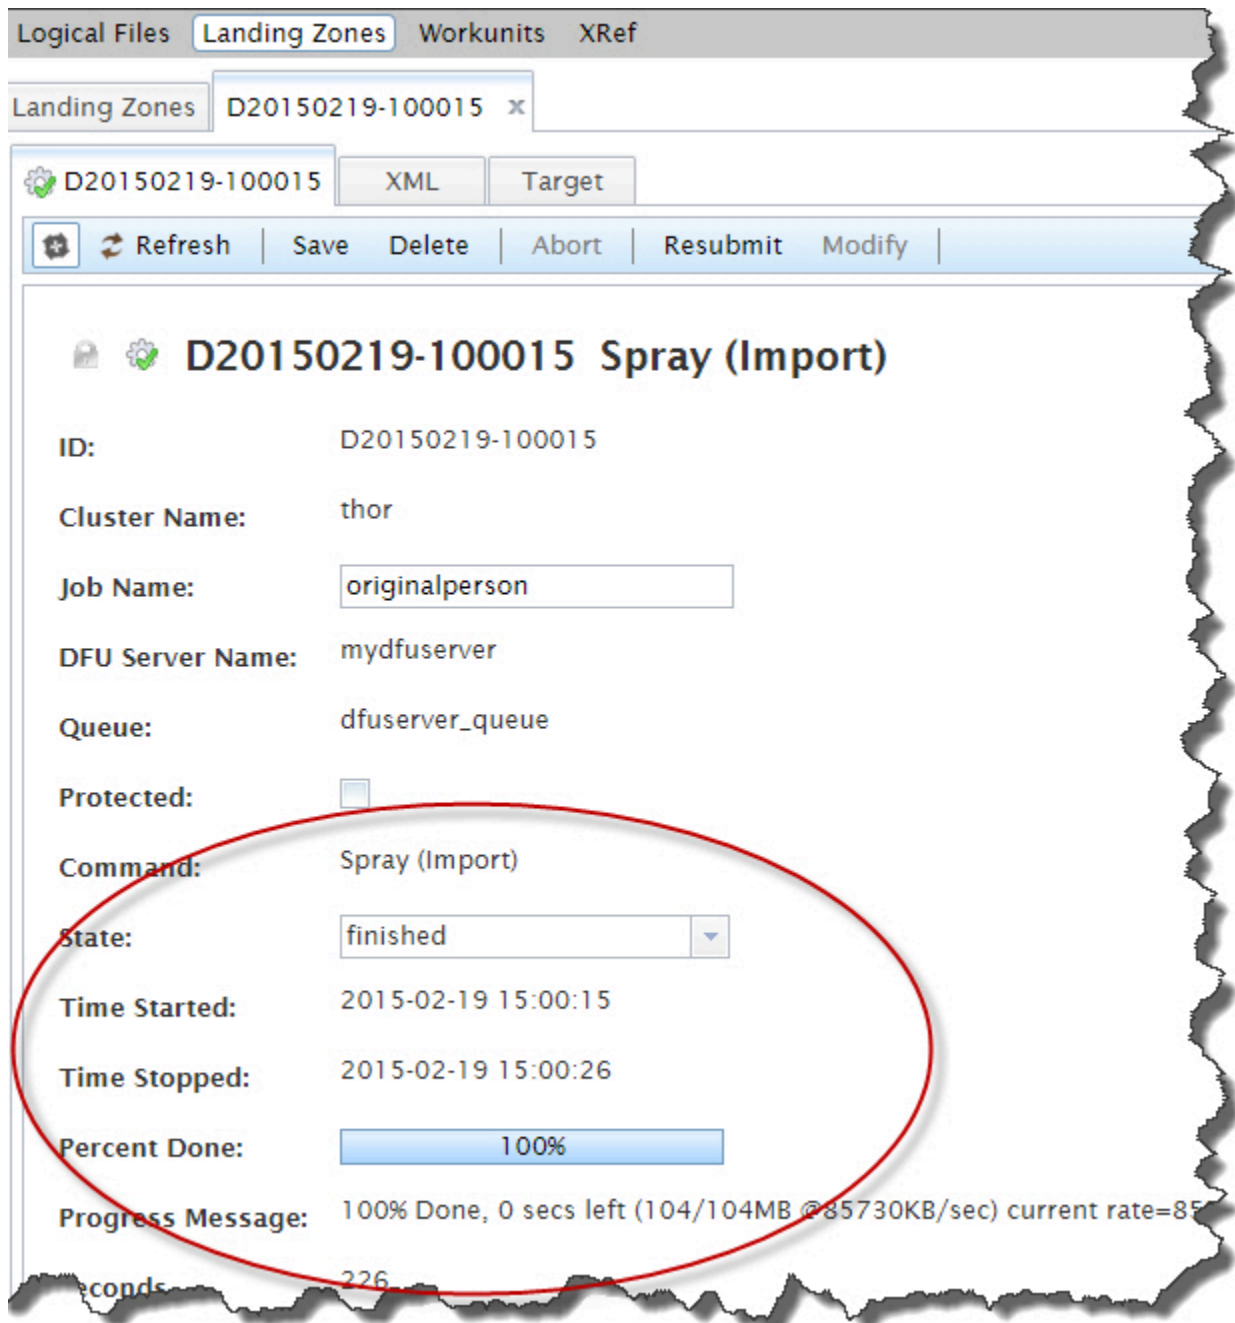 Logical Files Landing Zones Workunits XRef
Landing Zones D20150219-100015 x
D20150219-100015 XML Target
Refresh Save Delete Abort Resubmit Modify
D20150219-100015 Spray (Import)
ID: D20150219-100015
Cluster Name: thor
Job Name: originalperson
DFU Server Name: mydfuserver
Queue: dfuserver_queue
Protected:
Command: Spray (Import)
State: finished
Time Started: 2015-02-19 15:00:15
Time Stopped: 2015-02-19 15:00:26
Percent Done: 100%
Progress Message: 100% Done, 0 secs left (104/104MB @85730KB/sec) current rate=85
226